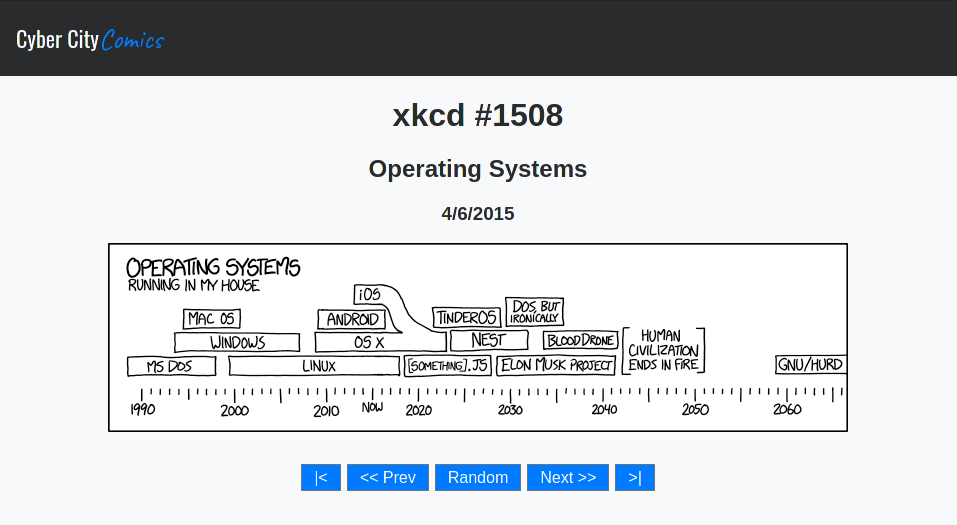 Cyber City Comics
xkcd #1508
Operating Systems
4/6/2015
OPERATING SYSTEMS
RUNNING IN MY HOUSE
iOS
DOS, BUT
IRONICALLY
MAC OS
ANDROID
TINDEROS
WINDOWS
OS X
NEST
BLOODDRONE
HUMAN
CIVILIZATION
ENDS IN FIRE
MS DOS
LINUX
[SOMETHING].JS
ELON MUSK PROJECT
GNU/HURD
1990 2000 2010 NOW 2020 2030 2040 2050 2060
|< << Prev Random Next >> >|